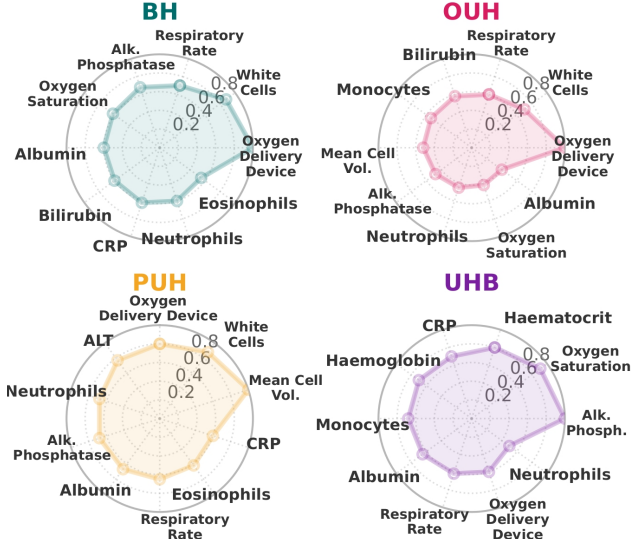 BH
Respiratory
Rate
Alk.
Phosphatase
White
Cells
Oxygen
Saturation
0.8
0.6
0.4
0.2
Albumin
Oxygen
Delivery
Device
Bilirubin
Eosinophils
CRP
Neutrophils
OUH
Respiratory
Rate
Bilirubin
White
Cells
Monocytes
0.8
0.6
0.4
0.2
Mean Cell
Vol.
Oxygen
Delivery
Device
Alk.
Phosphatase
Albumin
Neutrophils
Oxygen
Saturation
PUH
Oxygen
Delivery Device
White
Cells
ALT
0.8
0.6
0.4
0.2
Mean Cell
Vol.
Neutrophils
Alk.
Phosphatase
CRP
Albumin
Eosinophils
Respiratory
Rate
UHB
Haematocrit
CRP
Oxygen
Saturation
Haemoglobin
0.8
0.6
0.4
0.2
Monocytes
Alk.
Phosph.
Albumin
Neutrophils
Respiratory
Rate
Oxygen
Delivery
Device